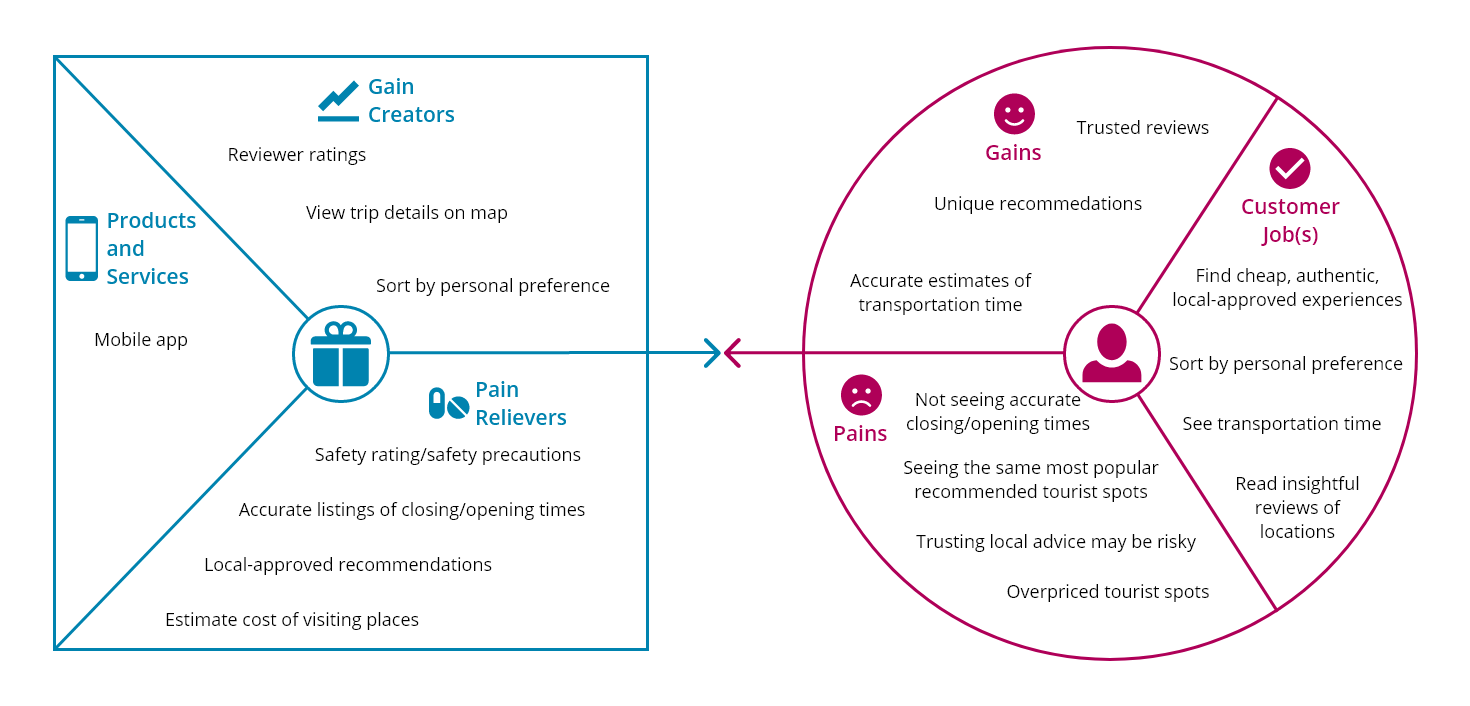 Gain
Creators
Reviewer ratings
View trip details on map
Sort by personal preference
Products
and
Services
Mobile app
Pain
Relievers
Safety rating/safety precautions
Accurate listings of closing/opening times
Local-approved recommendations
Estimate cost of visiting places
Gains
Trusted reviews
Unique recommedations
Accurate estimates of
transportation time
Pains
Not seeing accurate
closing/opening times
Seeing the same most popular
recommended tourist spots
Trusting local advice may be risky
Overpriced tourist spots
Customer
Job(s)
Find cheap, authentic,
local-approved experiences
Sort by personal preference
See transportation time
Read insightful
reviews of
locations